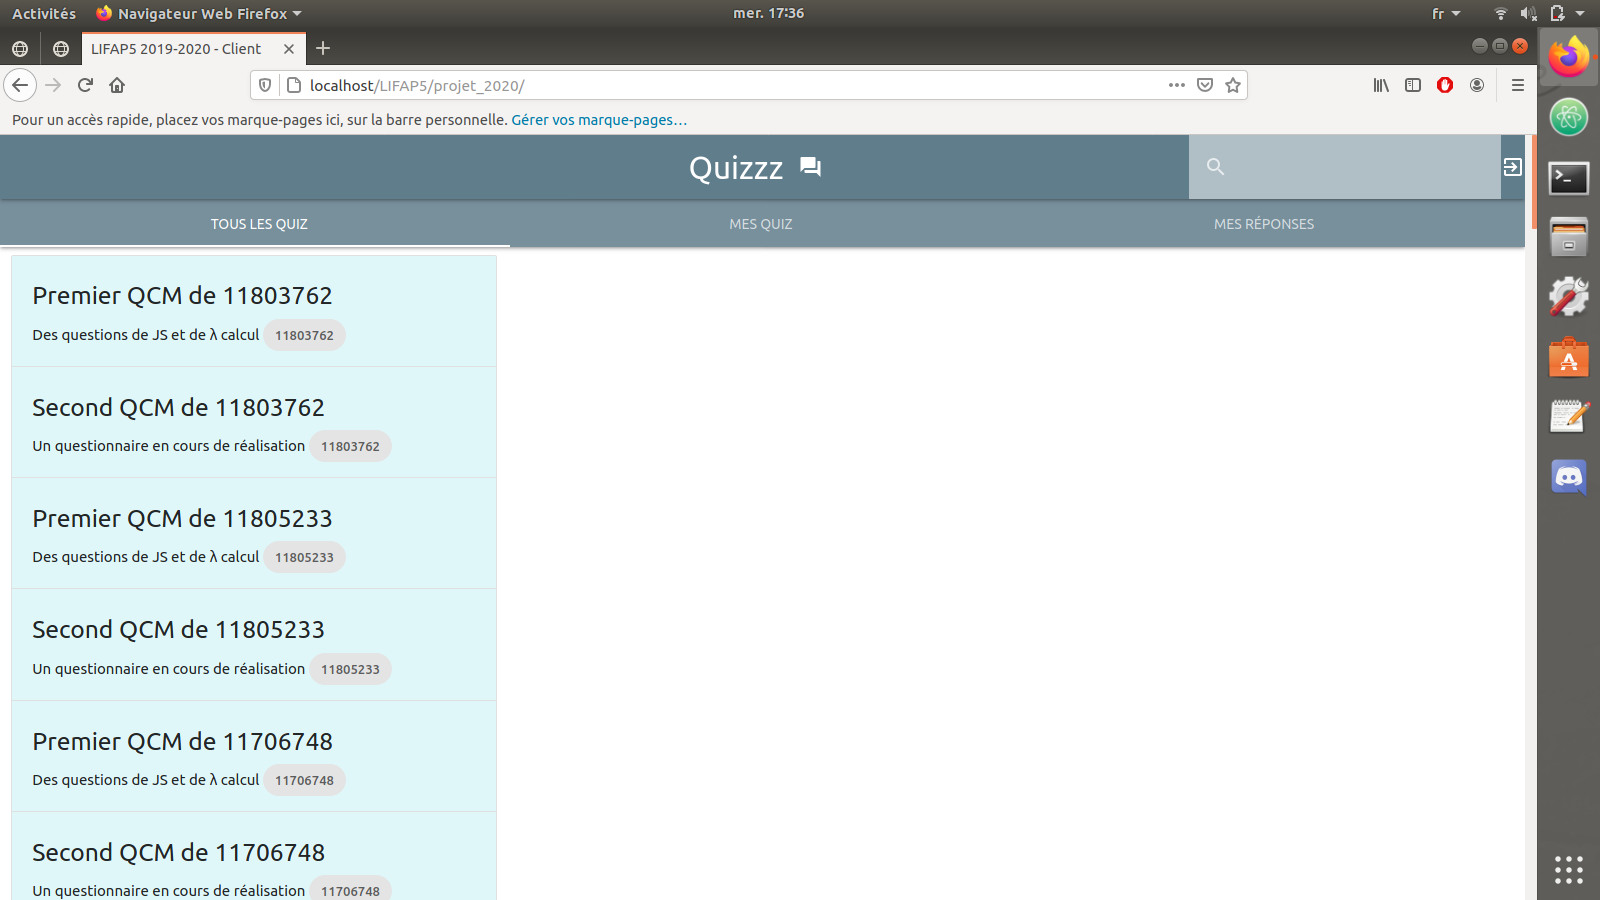 Activités Navigateur Web Firefox mer. 17:36 fr
LIFAP5 2019-2020 - Client
localhost/LIFAP5/projet_2020/
Pour un accès rapide, placez vos marque-pages ici, sur la barre personnelle. Gérer vos marque-pages…
Quizzz
TOUS LES QUIZ MES QUIZ MES RÉPONSES
Premier QCM de 11803762
Des questions de JS et de λ calcul 11803762
Second QCM de 11803762
Un questionnaire en cours de réalisation 11803762
Premier QCM de 11805233
Des questions de JS et de λ calcul 11805233
Second QCM de 11805233
Un questionnaire en cours de réalisation 11805233
Premier QCM de 11706748
Des questions de JS et de λ calcul 11706748
Second QCM de 11706748
Un questionnaire en cours de réalisation 11706748